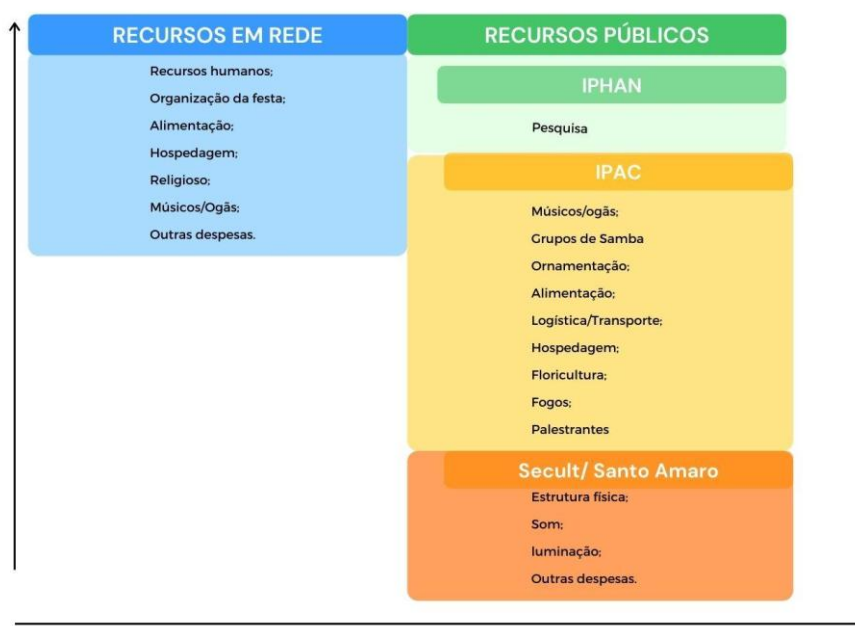 RECURSOS EM REDE
Recursos humanos;
Organização da festa;
Alimentação;
Hospedagem;
Religioso;
Músicos/Ogãs;
Outras despesas.
RECURSOS PÚBLICOS
IPHAN
Pesquisa
IPAC
Músicos/ogãs;
Grupos de Samba
Ornamentação;
Alimentação;
Logística/Transporte;
Hospedagem;
Floricultura;
Fogos;
Palestrantes
Secult/ Santo Amaro
Estrutura física;
Som;
luminação;
Outras despesas.